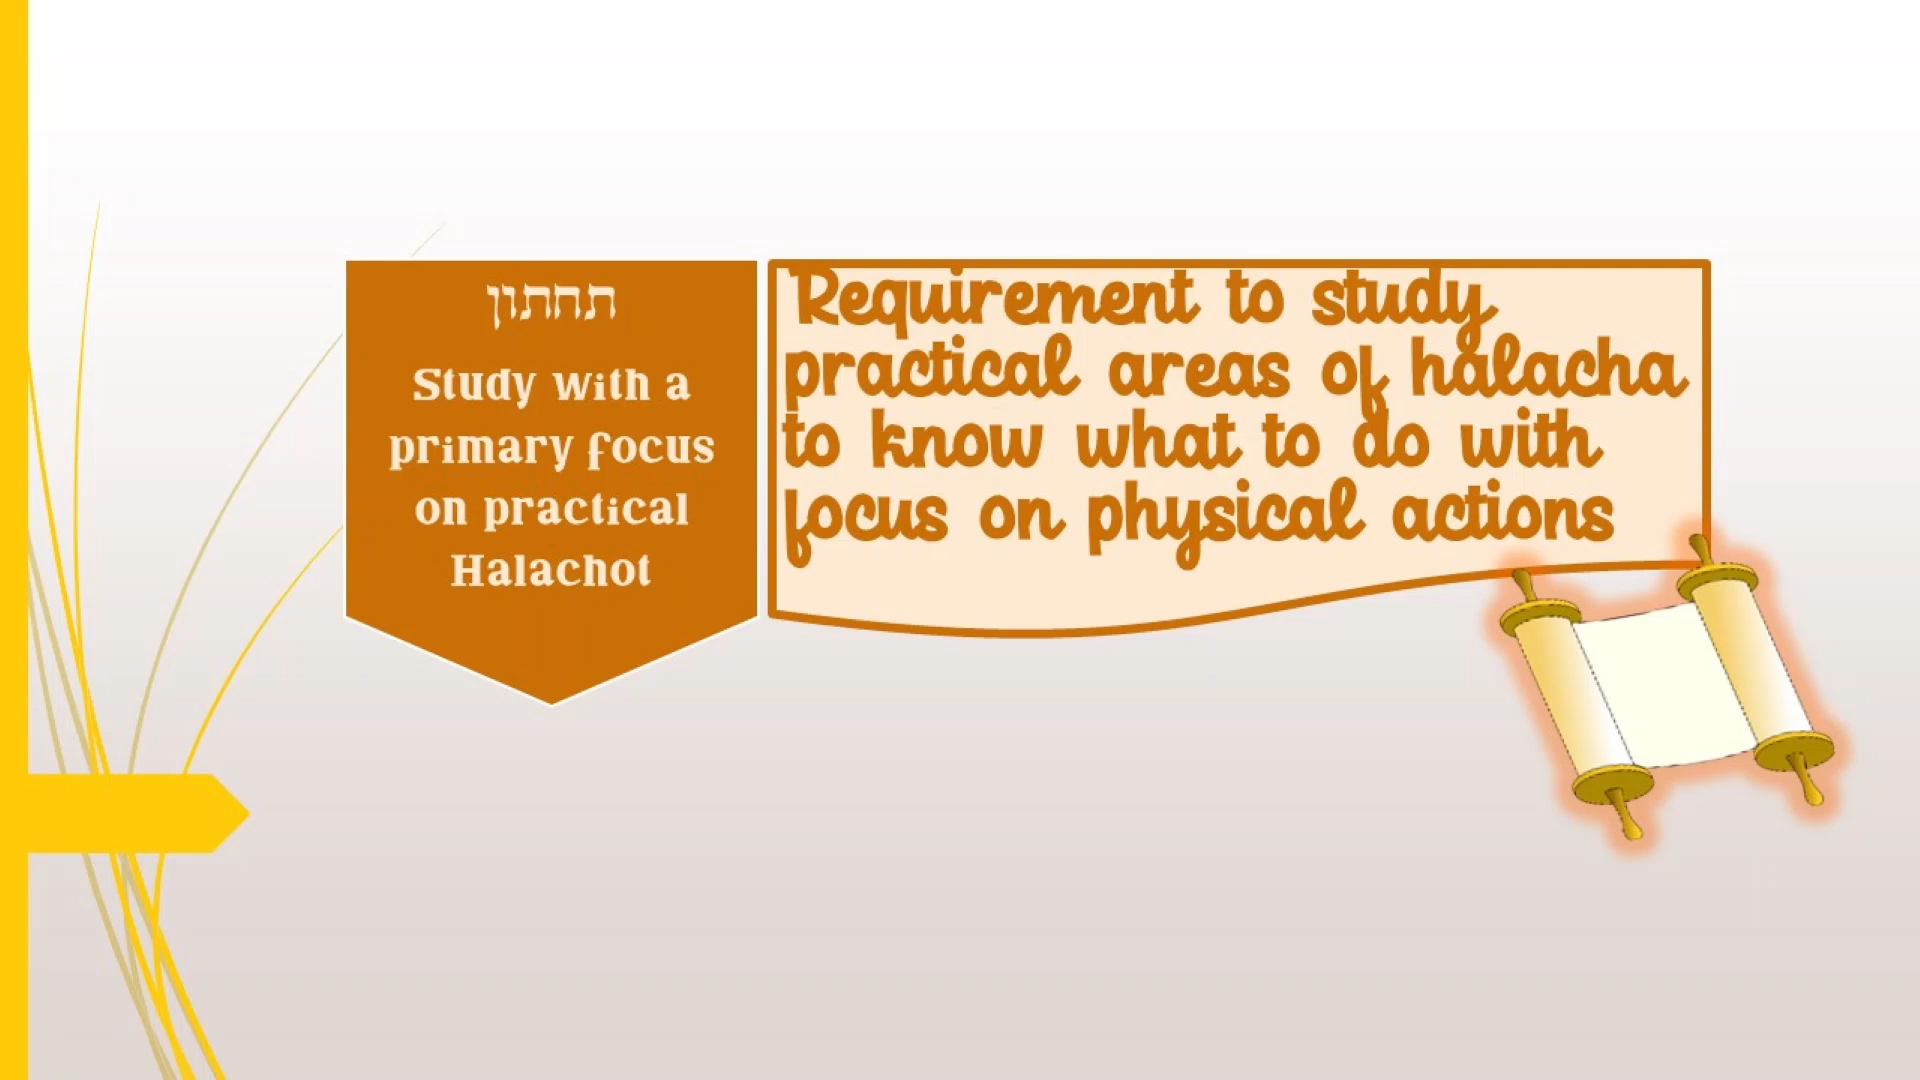 תחתון
Study with a
primary focus
on practical
Halachot
Requirement to study
practical areas of halacha
to know what to do with
focus on physical actions